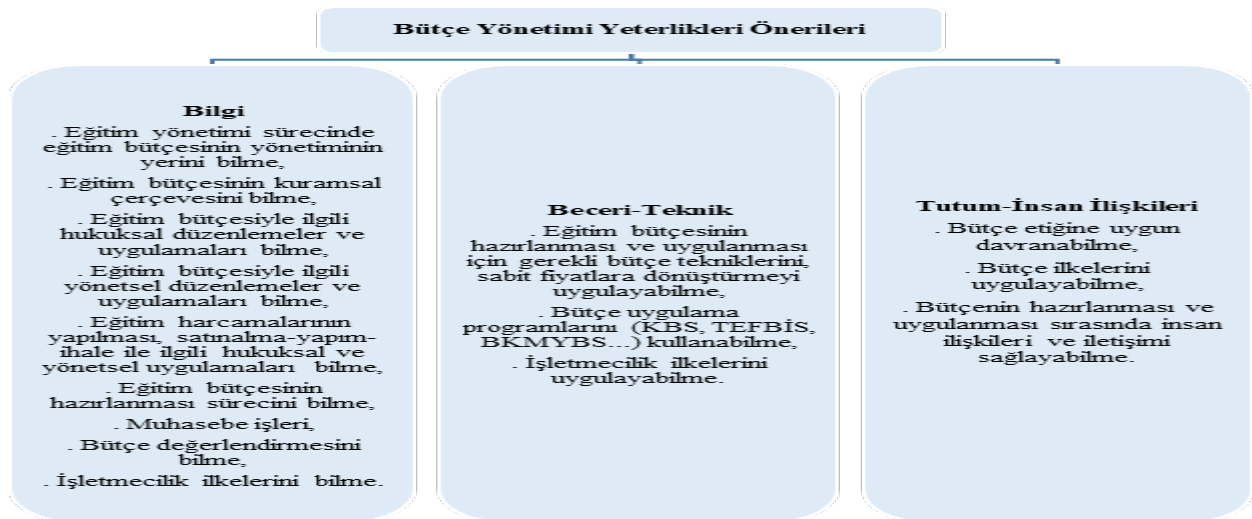 Bütçe Yönetimi Yeterlikleri Önerileri
Bilgi
. Eğitim yönetimi sürecinde
eğitim bütçesinin yönetiminin
yerini bilme,
. Eğitim bütçesinin kuramsal
çerçevesini bilme,
. Eğitim bütçesiyle ilgili
hukuksal düzenlemeler ve
uygulamaları bilme,
. Eğitim bütçesiyle ilgili
yönetsel düzenlemeler ve
uygulamaları bilme,
. Eğitim harcamalarının
yapılması, satınalma-yapım-
ihale ile ilgili hukuksal ve
yönetsel uygulamaları bilme,
. Eğitim bütçesinin
hazırlanması sürecini bilme,
. Muhasebe işleri,
. Bütçe değerlendirmesini
bilme,
. İşletmecilik ilkelerini bilme.
Beceri-Teknik
. Eğitim bütçesinin
hazırlanması ve uygulanması
için gerekli bütçe tekniklerini,
sabit fiyatlara dönüştürmeyi
uygulayabilme,
. Bütçe uygulama
programlarını (KBS, TEFBİS,
BKMYBS...) kullanabilme,
. İşletmecilik ilkelerini
uygulayabilme.
Tutum-İnsan İlişkileri
. Bütçe etiğine uygun
davranabilme,
. Bütçe ilkelerini
uygulayabilme,
. Bütçenin hazırlanması ve
uygulanması sırasında insan
ilişkileri ve iletişimi
sağlayabilme.